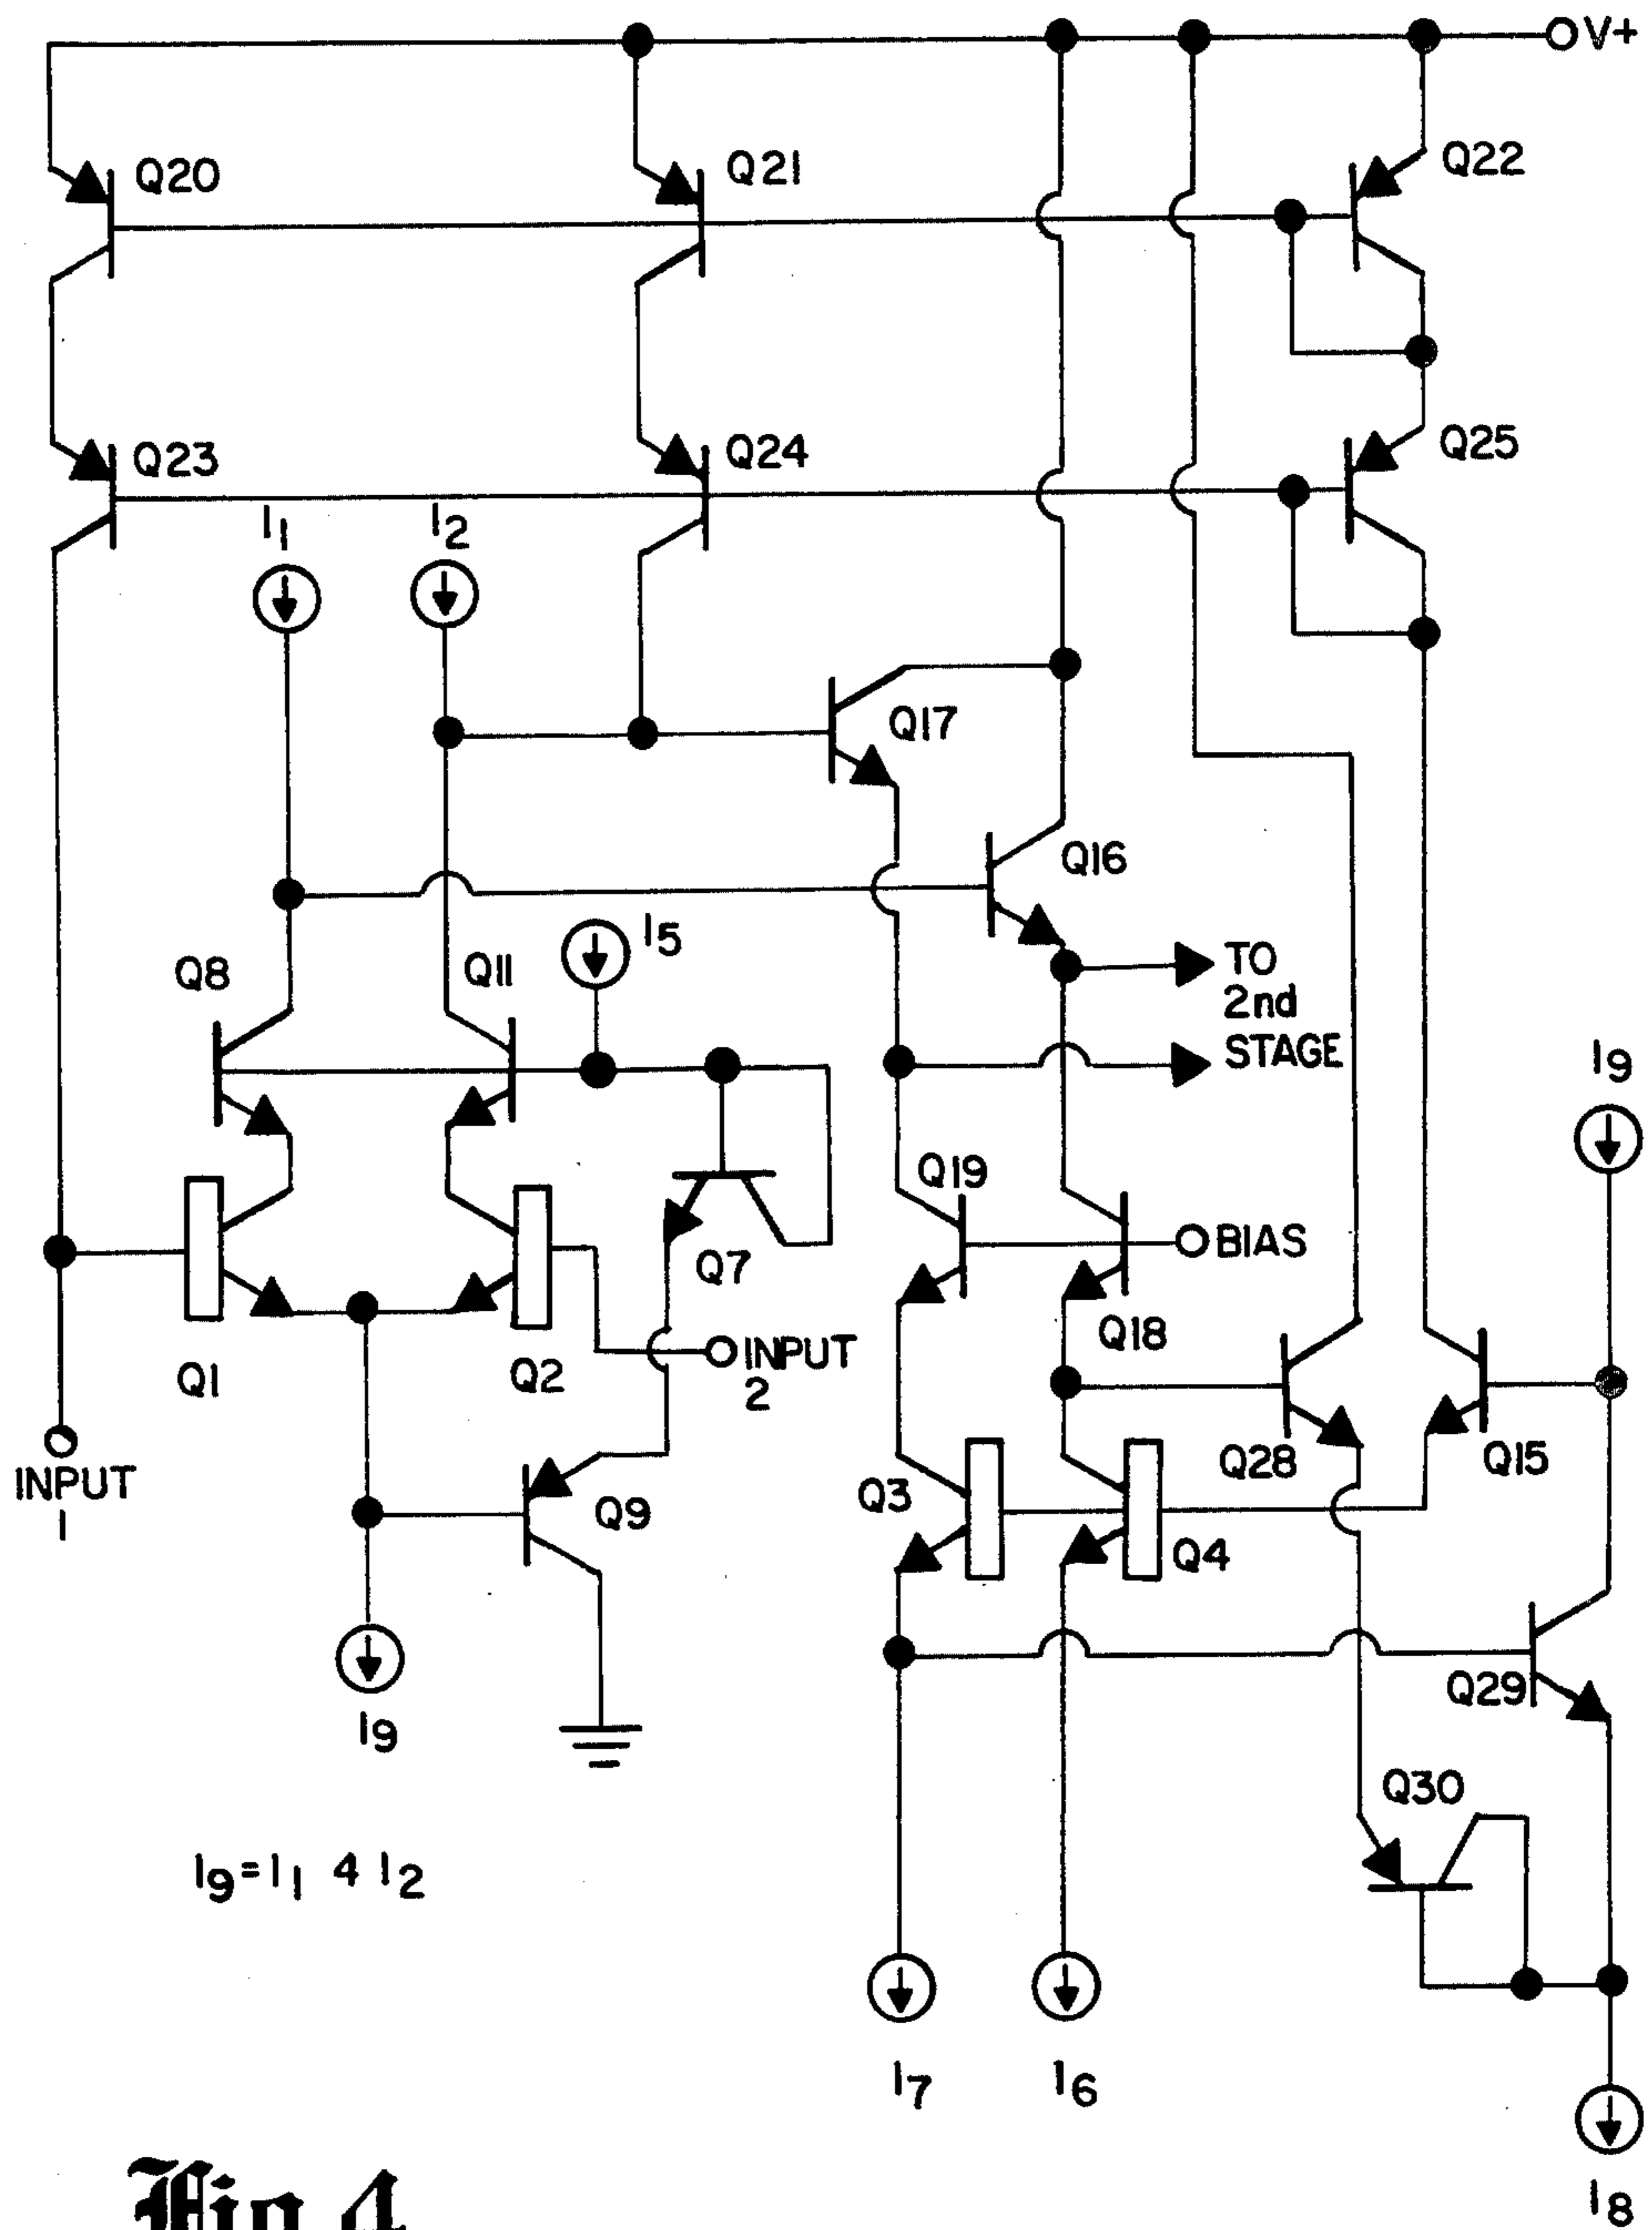 V+
Q20
Q21
Q22
Q23
Q24
Q25
I1
I2
Q17
Q16
Q8
Q11
I5
TO
2nd
STAGE
I9
Q19
Q7
BIAS
Q18
Q1
Q2
INPUT
2
INPUT
1
Q28
Q15
Q3
Q9
Q4
I9
Q29
Q30
I9=I1 4 I2
I7
I6
I8
Fig 4